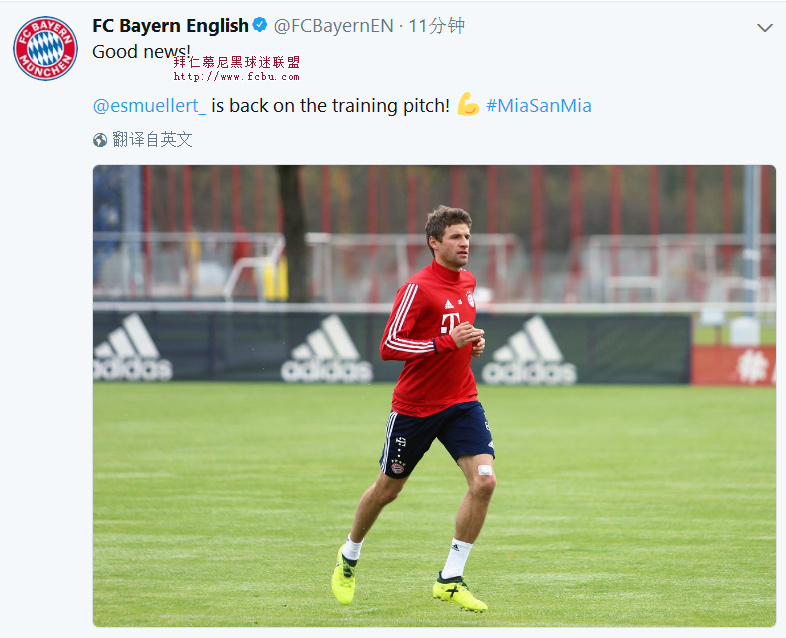 FC Bayern English @FCBayernEN · 11分钟
Good news!
拜仁慕尼黑球迷联盟
http://www.fcbu.com
@esmuellert_ is back on the training pitch! 💪 #MiaSanMia
翻译自英文
FC BAYERN
MÜNCHEN
adidas adidas adidas
T